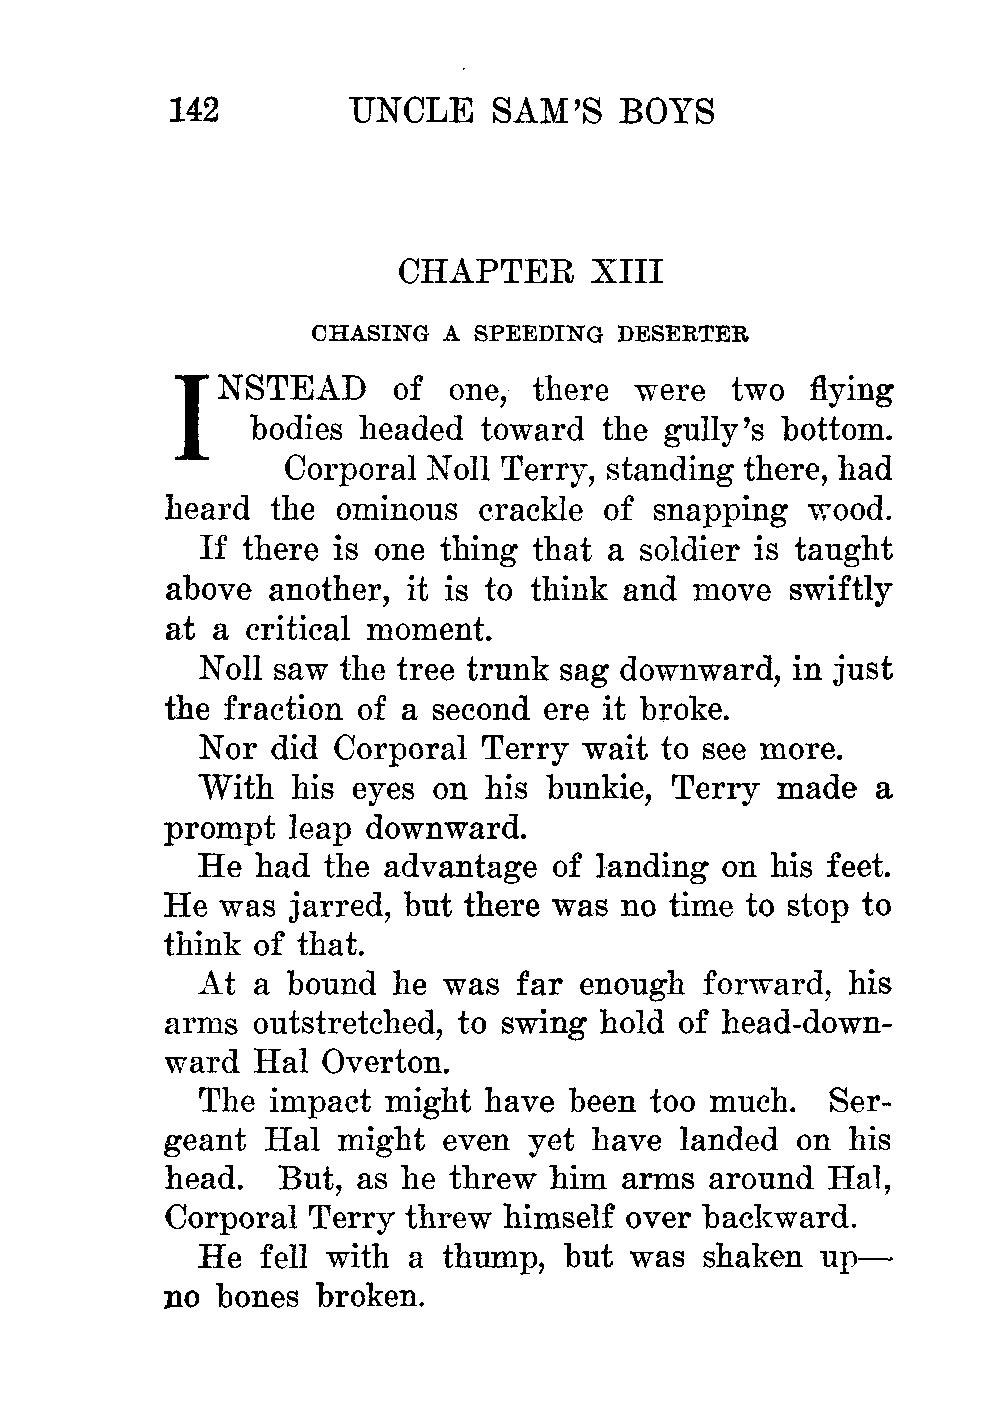 142 UNCLE SAM'S BOYS
CHAPTER XIII
CHASING A SPEEDING DESERTER
INSTEAD of one, there were two flying
bodies headed toward the gully's bottom.
Corporal Noll Terry, standing there, had
heard the ominous crackle of snapping wood.
If there is one thing that a soldier is taught
above another, it is to think and move swiftly
at a critical moment.
Noll saw the tree trunk sag downward, in just
the fraction of a second ere it broke.
Nor did Corporal Terry wait to see more.
With his eyes on his bunkie, Terry made a
prompt leap downward.
He had the advantage of landing on his feet.
He was jarred, but there was no time to stop to
think of that.
At a bound he was far enough forward, his
arms outstretched, to swing hold of head-down-
ward Hal Overton.
The impact might have been too much. Ser-
geant Hal might even yet have landed on his
head. But, as he threw him arms around Hal,
Corporal Terry threw himself over backward.
He fell with a thump, but was shaken up—
no bones broken.